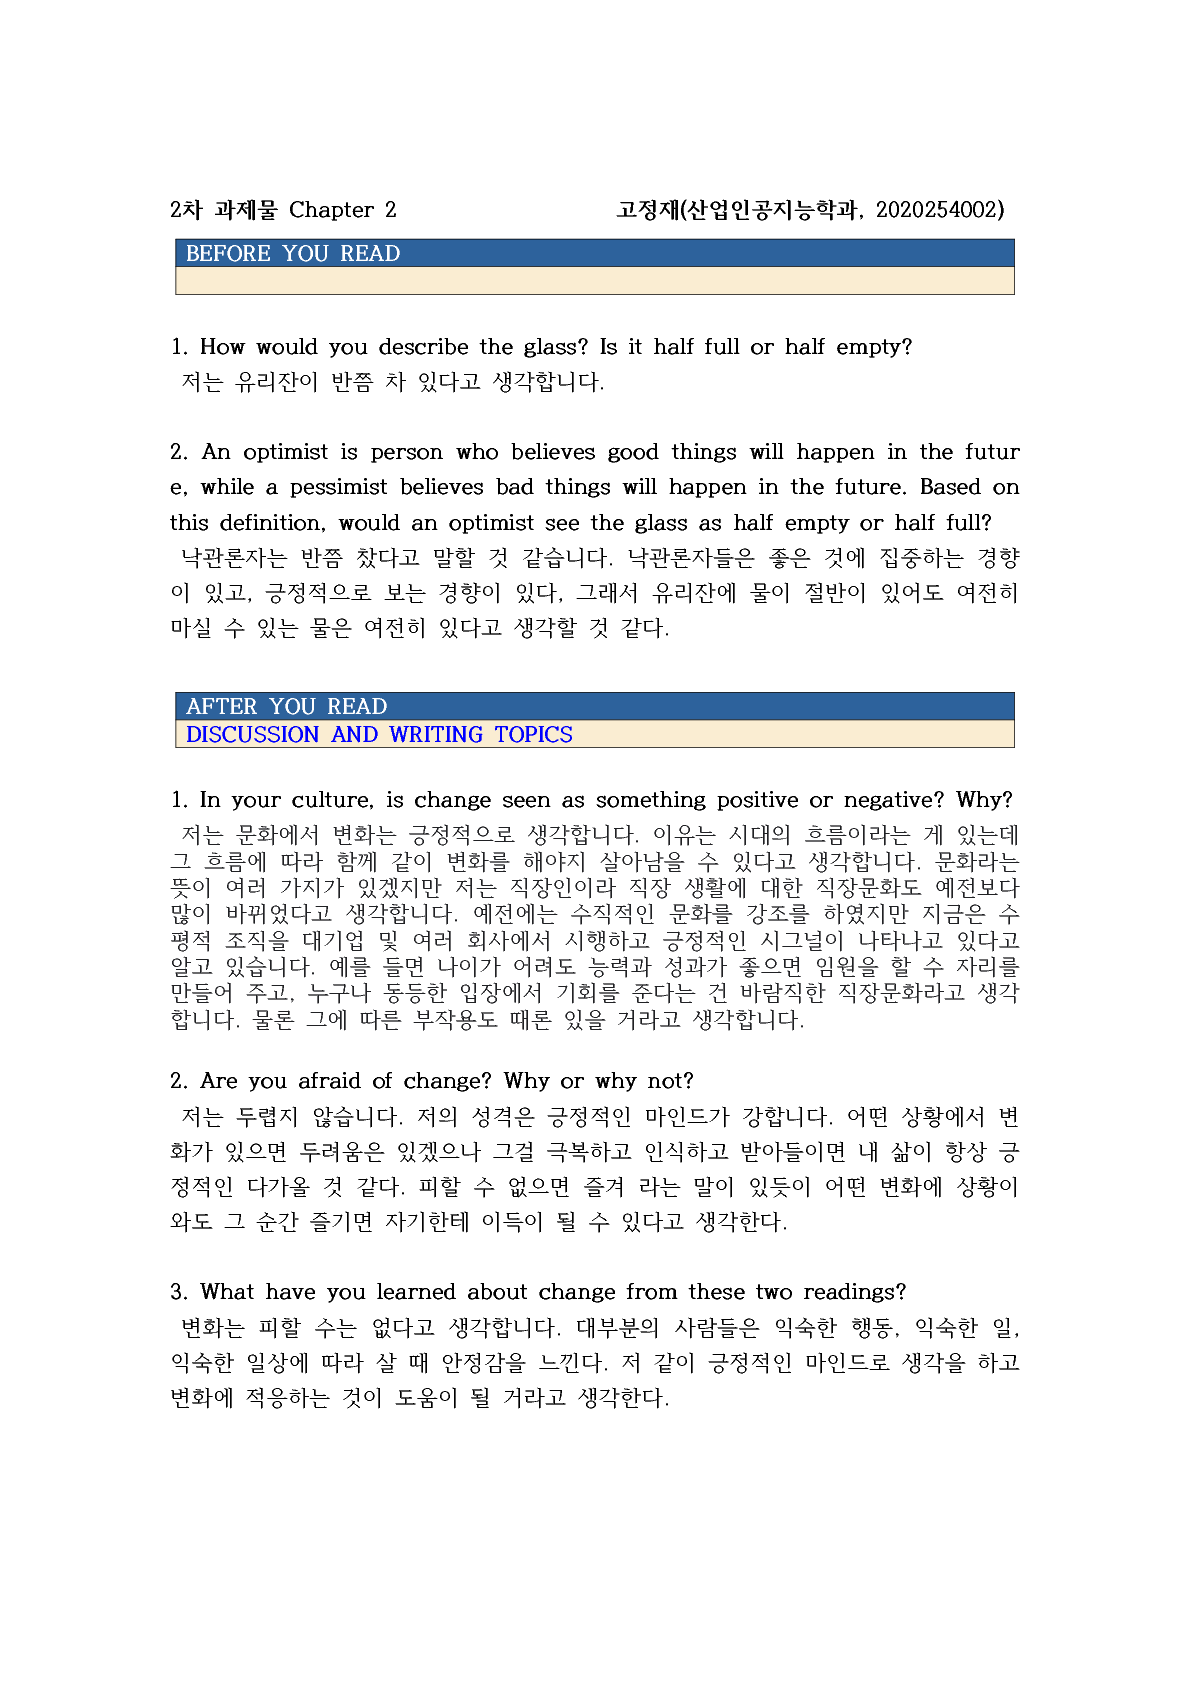 2차 과제물 Chapter 2 고정재(산업인공지능학과, 2020254002)
BEFORE YOU READ
1. How would you describe the glass? Is it half full or half empty?
저는 유리잔이 반쯤 차 있다고 생각합니다.
2. An optimist is person who believes good things will happen in the futur
e, while a pessimist believes bad things will happen in the future. Based on
this definition, would an optimist see the glass as half empty or half full?
낙관론자는 반쯤 찼다고 말할 것 같습니다. 낙관론자들은 좋은 것에 집중하는 경향
이 있고, 긍정적으로 보는 경향이 있다, 그래서 유리잔에 물이 절반이 있어도 여전히
마실 수 있는 물은 여전히 있다고 생각할 것 같다.
AFTER YOU READ
DISCUSSION AND WRITING TOPICS
1. In your culture, is change seen as something positive or negative? Why?
저는 문화에서 변화는 긍정적으로 생각합니다. 이유는 시대의 흐름이라는 게 있는데
그 흐름에 따라 함께 같이 변화를 해야지 살아남을 수 있다고 생각합니다. 문화라는
뜻이 여러 가지가 있겠지만 저는 직장인이라 직장 생활에 대한 직장문화도 예전보다
많이 바뀌었다고 생각합니다. 예전에는 수직적인 문화를 강조를 하였지만 지금은 수
평적 조직을 대기업 및 여러 회사에서 시행하고 긍정적인 시그널이 나타나고 있다고
알고 있습니다. 예를 들면 나이가 어려도 능력과 성과가 좋으면 임원을 할 수 자리를
만들어 주고, 누구나 동등한 입장에서 기회를 준다는 건 바람직한 직장문화라고 생각
합니다. 물론 그에 따른 부작용도 때론 있을 거라고 생각합니다.
2. Are you afraid of change? Why or why not?
저는 두렵지 않습니다. 저의 성격은 긍정적인 마인드가 강합니다. 어떤 상황에서 변
화가 있으면 두려움은 있겠으나 그걸 극복하고 인식하고 받아들이면 내 삶이 항상 긍
정적인 다가올 것 같다. 피할 수 없으면 즐겨 라는 말이 있듯이 어떤 변화에 상황이
와도 그 순간 즐기면 자기한테 이득이 될 수 있다고 생각한다.
3. What have you learned about change from these two readings?
변화는 피할 수는 없다고 생각합니다. 대부분의 사람들은 익숙한 행동, 익숙한 일,
익숙한 일상에 따라 살 때 안정감을 느낀다. 저 같이 긍정적인 마인드로 생각을 하고
변화에 적응하는 것이 도움이 될 거라고 생각한다.